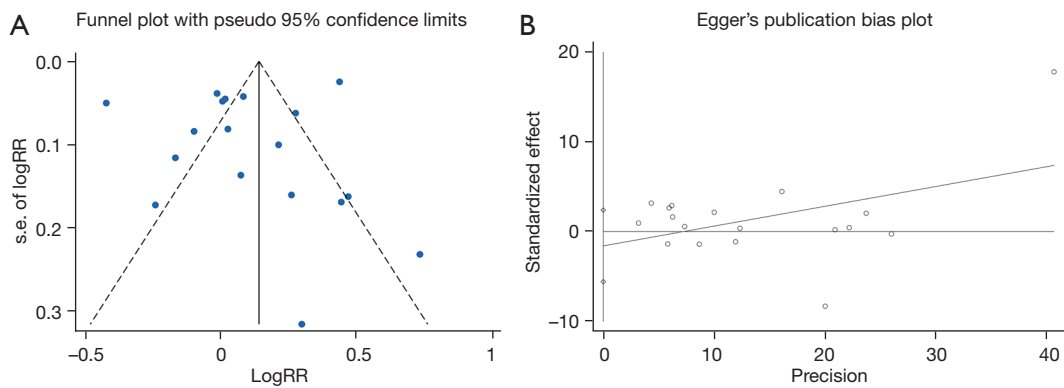 A
Funnel plot with pseudo 95% confidence limits
s.e. of logRR
0.0
0.1
0.2
0.3
−0.5
0
0.5
1
LogRR
B
Egger’s publication bias plot
Standardized effect
20
10
0
−10
0
10
20
30
40
Precision